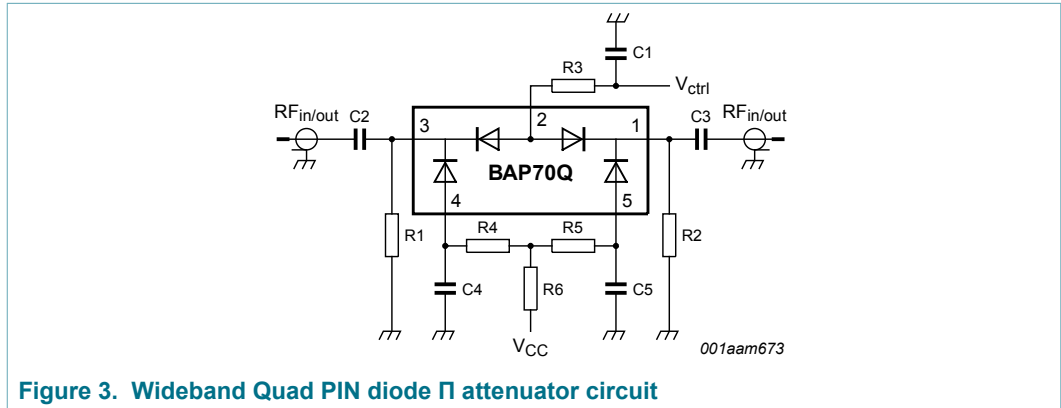 C1
R3
Vctrl
RFin/out
C2
3
2
1
C3
RFin/out
BAP70Q
4
5
R1
R4
R5
R2
C4
R6
C5
VCC
001aam673
Figure 3. Wideband Quad PIN diode Π attenuator circuit